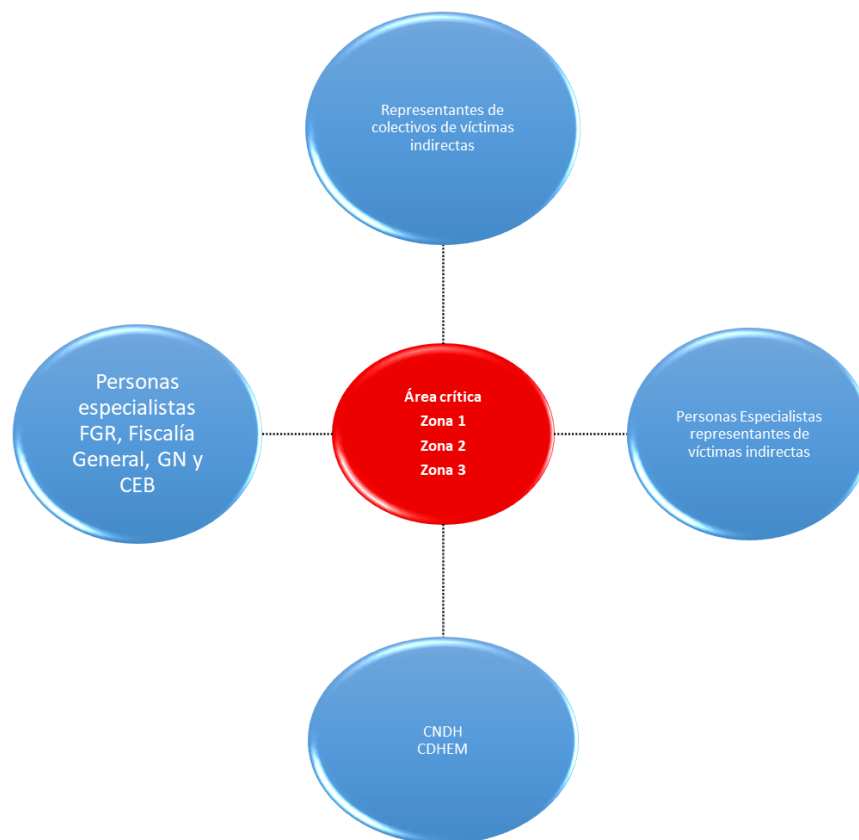 Representantes de
colectivos de víctimas
indirectas
Personas
especialistas
FGR, Fiscalía
General, GN y
CEB
Área crítica
Zona 1
Zona 2
Zona 3
Personas Especialistas
representantes de
víctimas indirectas
CNDH
CDHEM